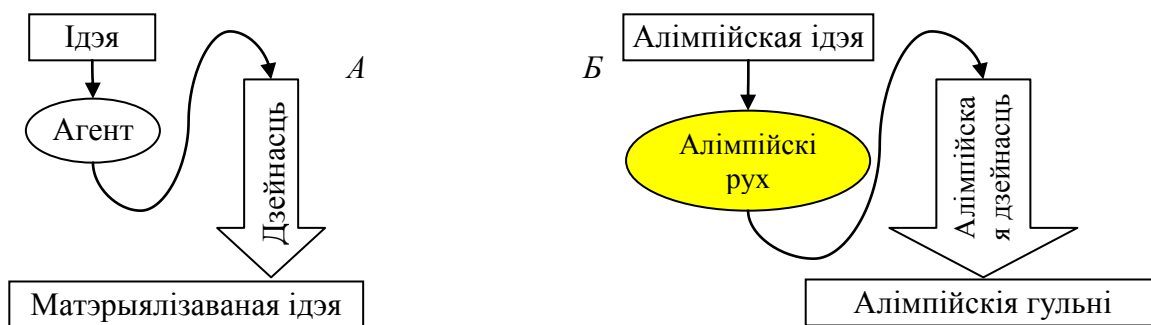 Ідэя
А
Агент
Дзейнасць
Матэрыялізаваная ідэя
Б
Алімпійская ідэя
Алімпійскі
рух
Алімпійска
я дзейнасць
Алімпійскія гульні